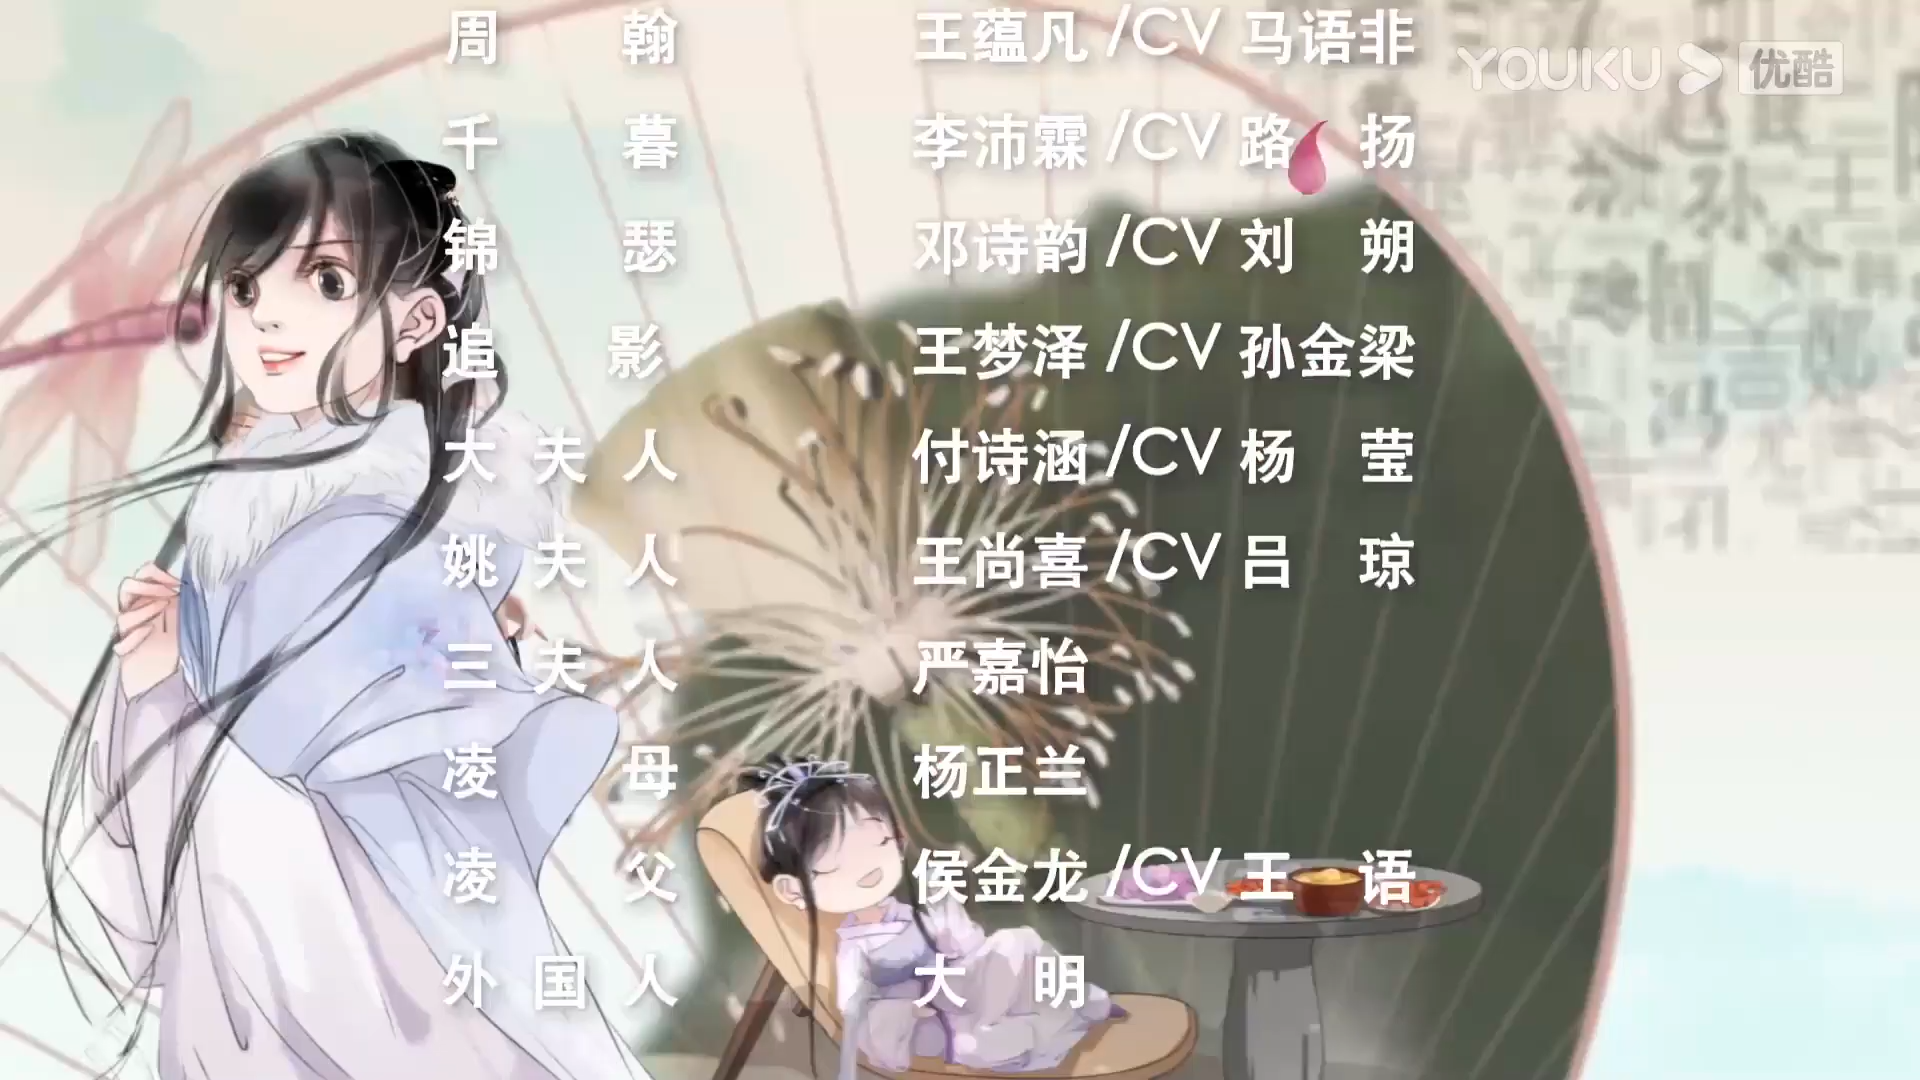 周翰 王蕴凡/CV 马语非
YOUKU 优酷
千暮 李沛霖/CV 路扬
锦瑟 邓诗韵/CV 刘朔
追影 王梦泽/CV 孙金梁
大夫人 付诗涵/CV 杨莹
姚夫人 王尚喜/CV 吕琼
三夫人 严嘉怡
凌母 杨正兰
凌父 侯金龙/CV 王语
外国人 大明